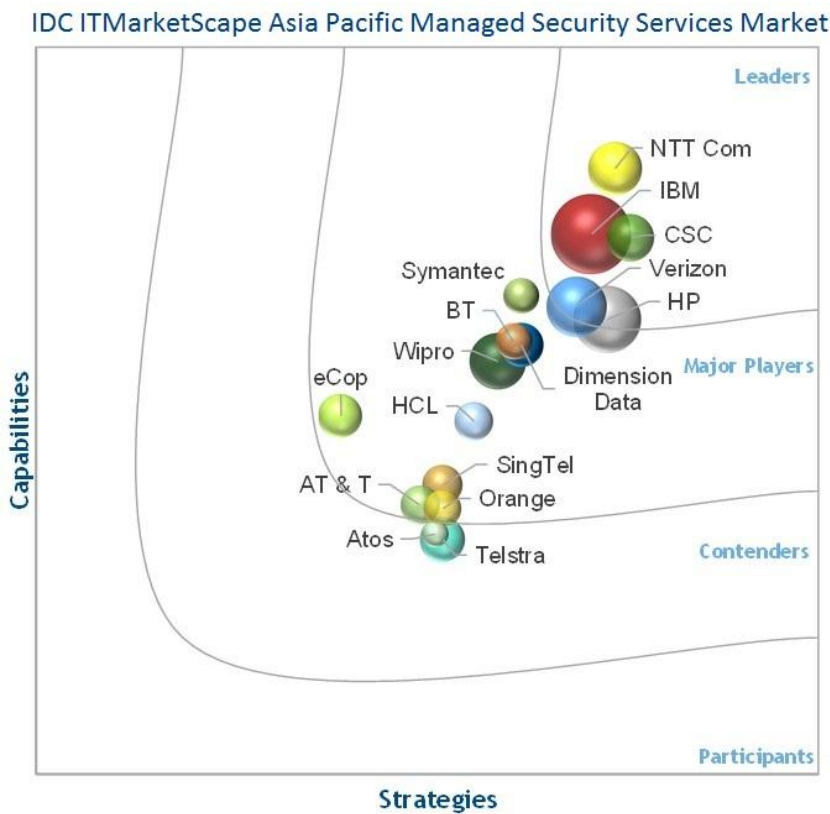 IDC ITMarketScape Asia Pacific Managed Security Services Market
Leaders
NTT Com
IBM
CSC
Verizon
Symantec
HP
BT
Wipro
Major Players
Dimension
Data
eCop
HCL
Capabilities
SingTel
AT & T
Orange
Atos
Telstra
Contenders
Participants
Strategies